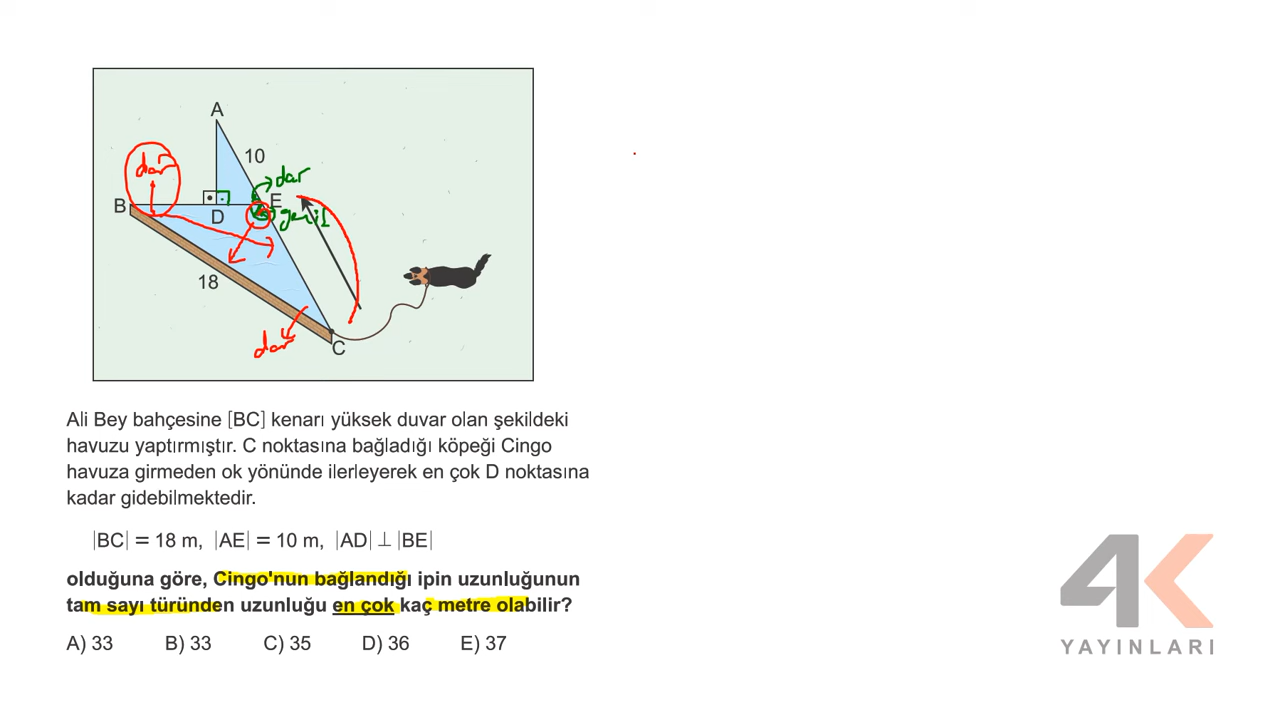 A
10
dar
dar
B
D
E
geniş
18
dar
C
Ali Bey bahçesine [BC] kenarı yüksek duvar olan şekildeki
havuzu yaptırmıştır. C noktasına bağladığı köpeği Cingo
havuza girmeden ok yönünde ilerleyerek en çok D noktasına
kadar gidebilmektedir.
|BC| = 18 m, |AE| = 10 m, |AD| ⊥ |BE|
olduğuna göre, Cingo'nun bağlandığı ipin uzunluğunun
tam sayı türünden uzunluğu en çok kaç metre olabilir?
A) 33 B) 33 C) 35 D) 36 E) 37
4K
YAYINLARI